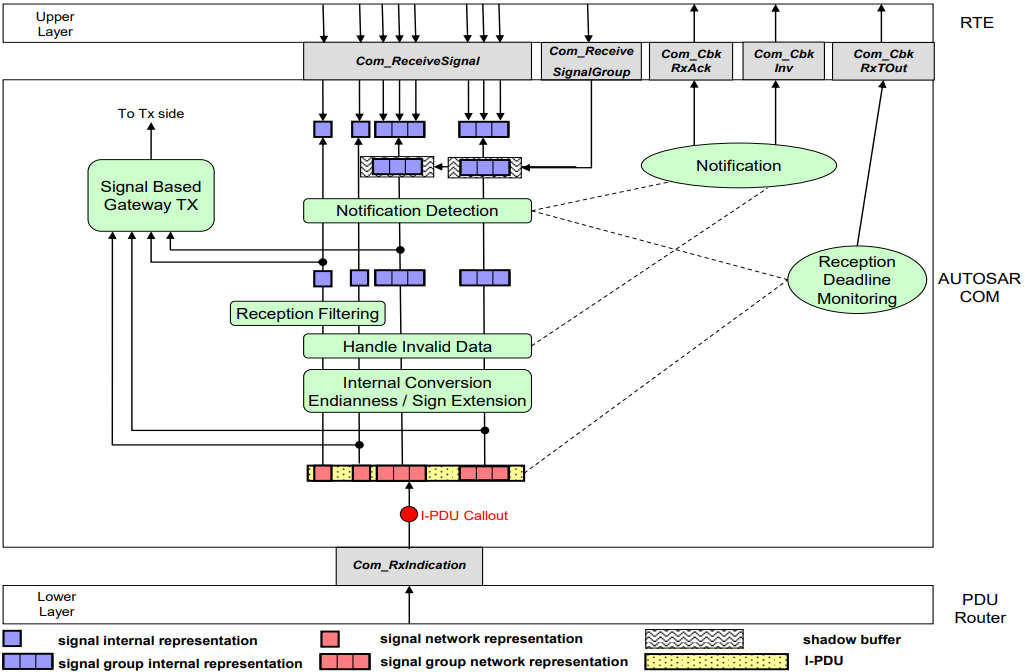 Upper
Layer
RTE
Com_ReceiveSignal
Com_Receive
SignalGroup
Com_Cbk
RxAck
Com_Cbk
Inv
Com_Cbk
RxTOut
To Tx side
Signal Based
Gateway TX
Notification
Notification Detection
Reception
Deadline
Monitoring
AUTOSAR
COM
Reception Filtering
Handle Invalid Data
Internal Conversion
Endianness / Sign Extension
I-PDU Callout
Com_RxIndication
Lower
Layer
PDU
Router
signal internal representation
signal network representation
shadow buffer
signal group internal representation
signal group network representation
I-PDU